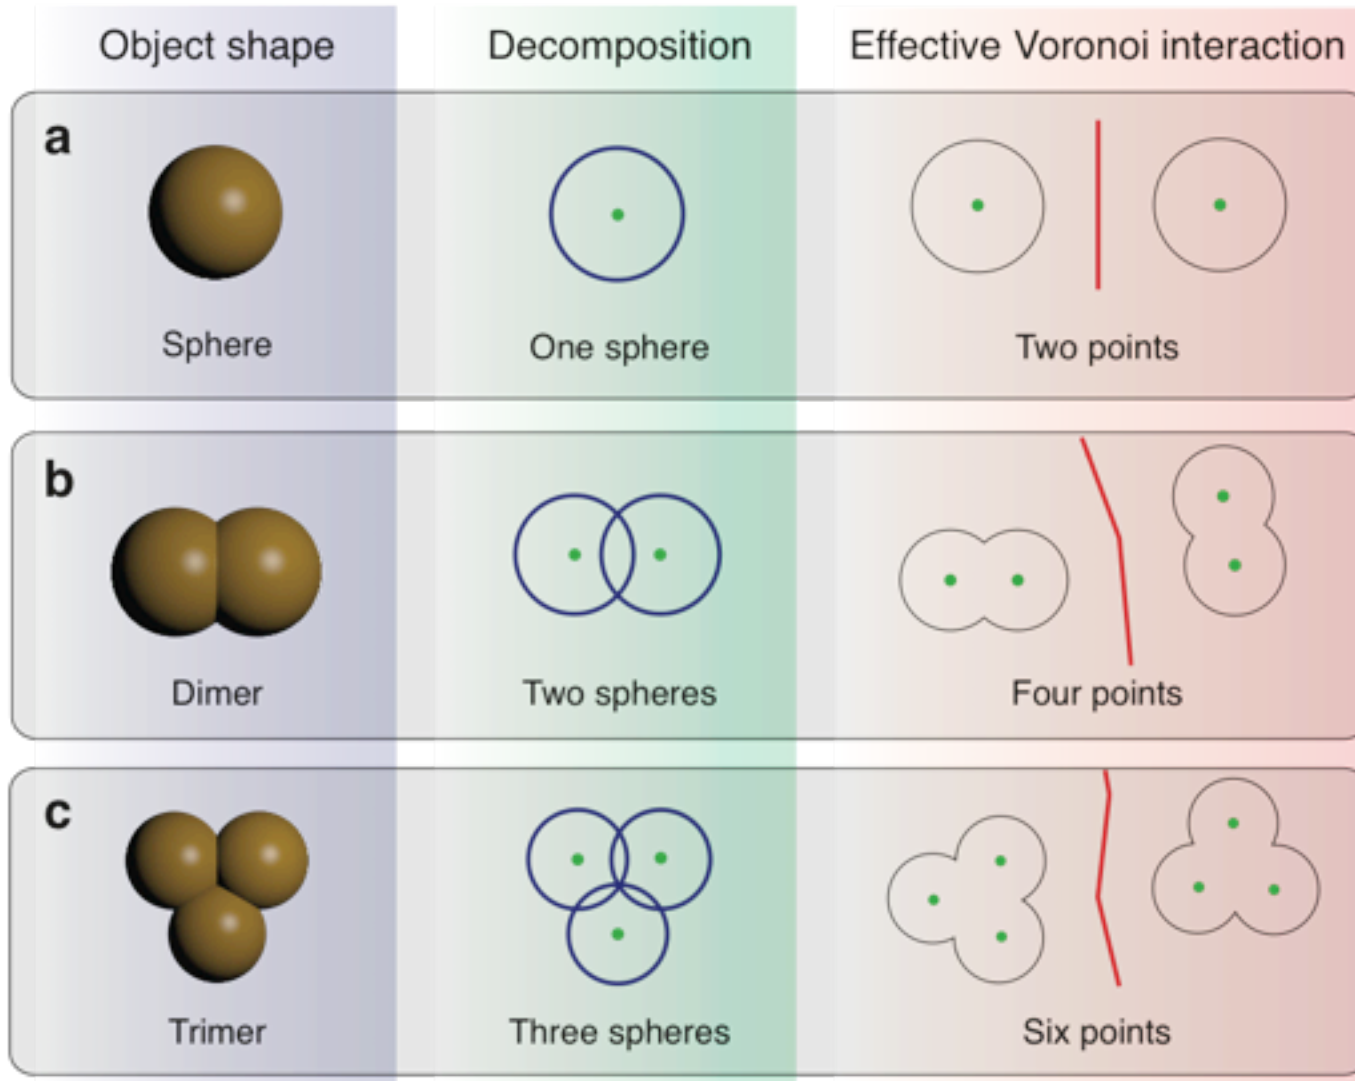 Object shape
Decomposition
Effective Voronoi interaction
a
Sphere
One sphere
Two points
b
Dimer
Two spheres
Four points
c
Trimer
Three spheres
Six points